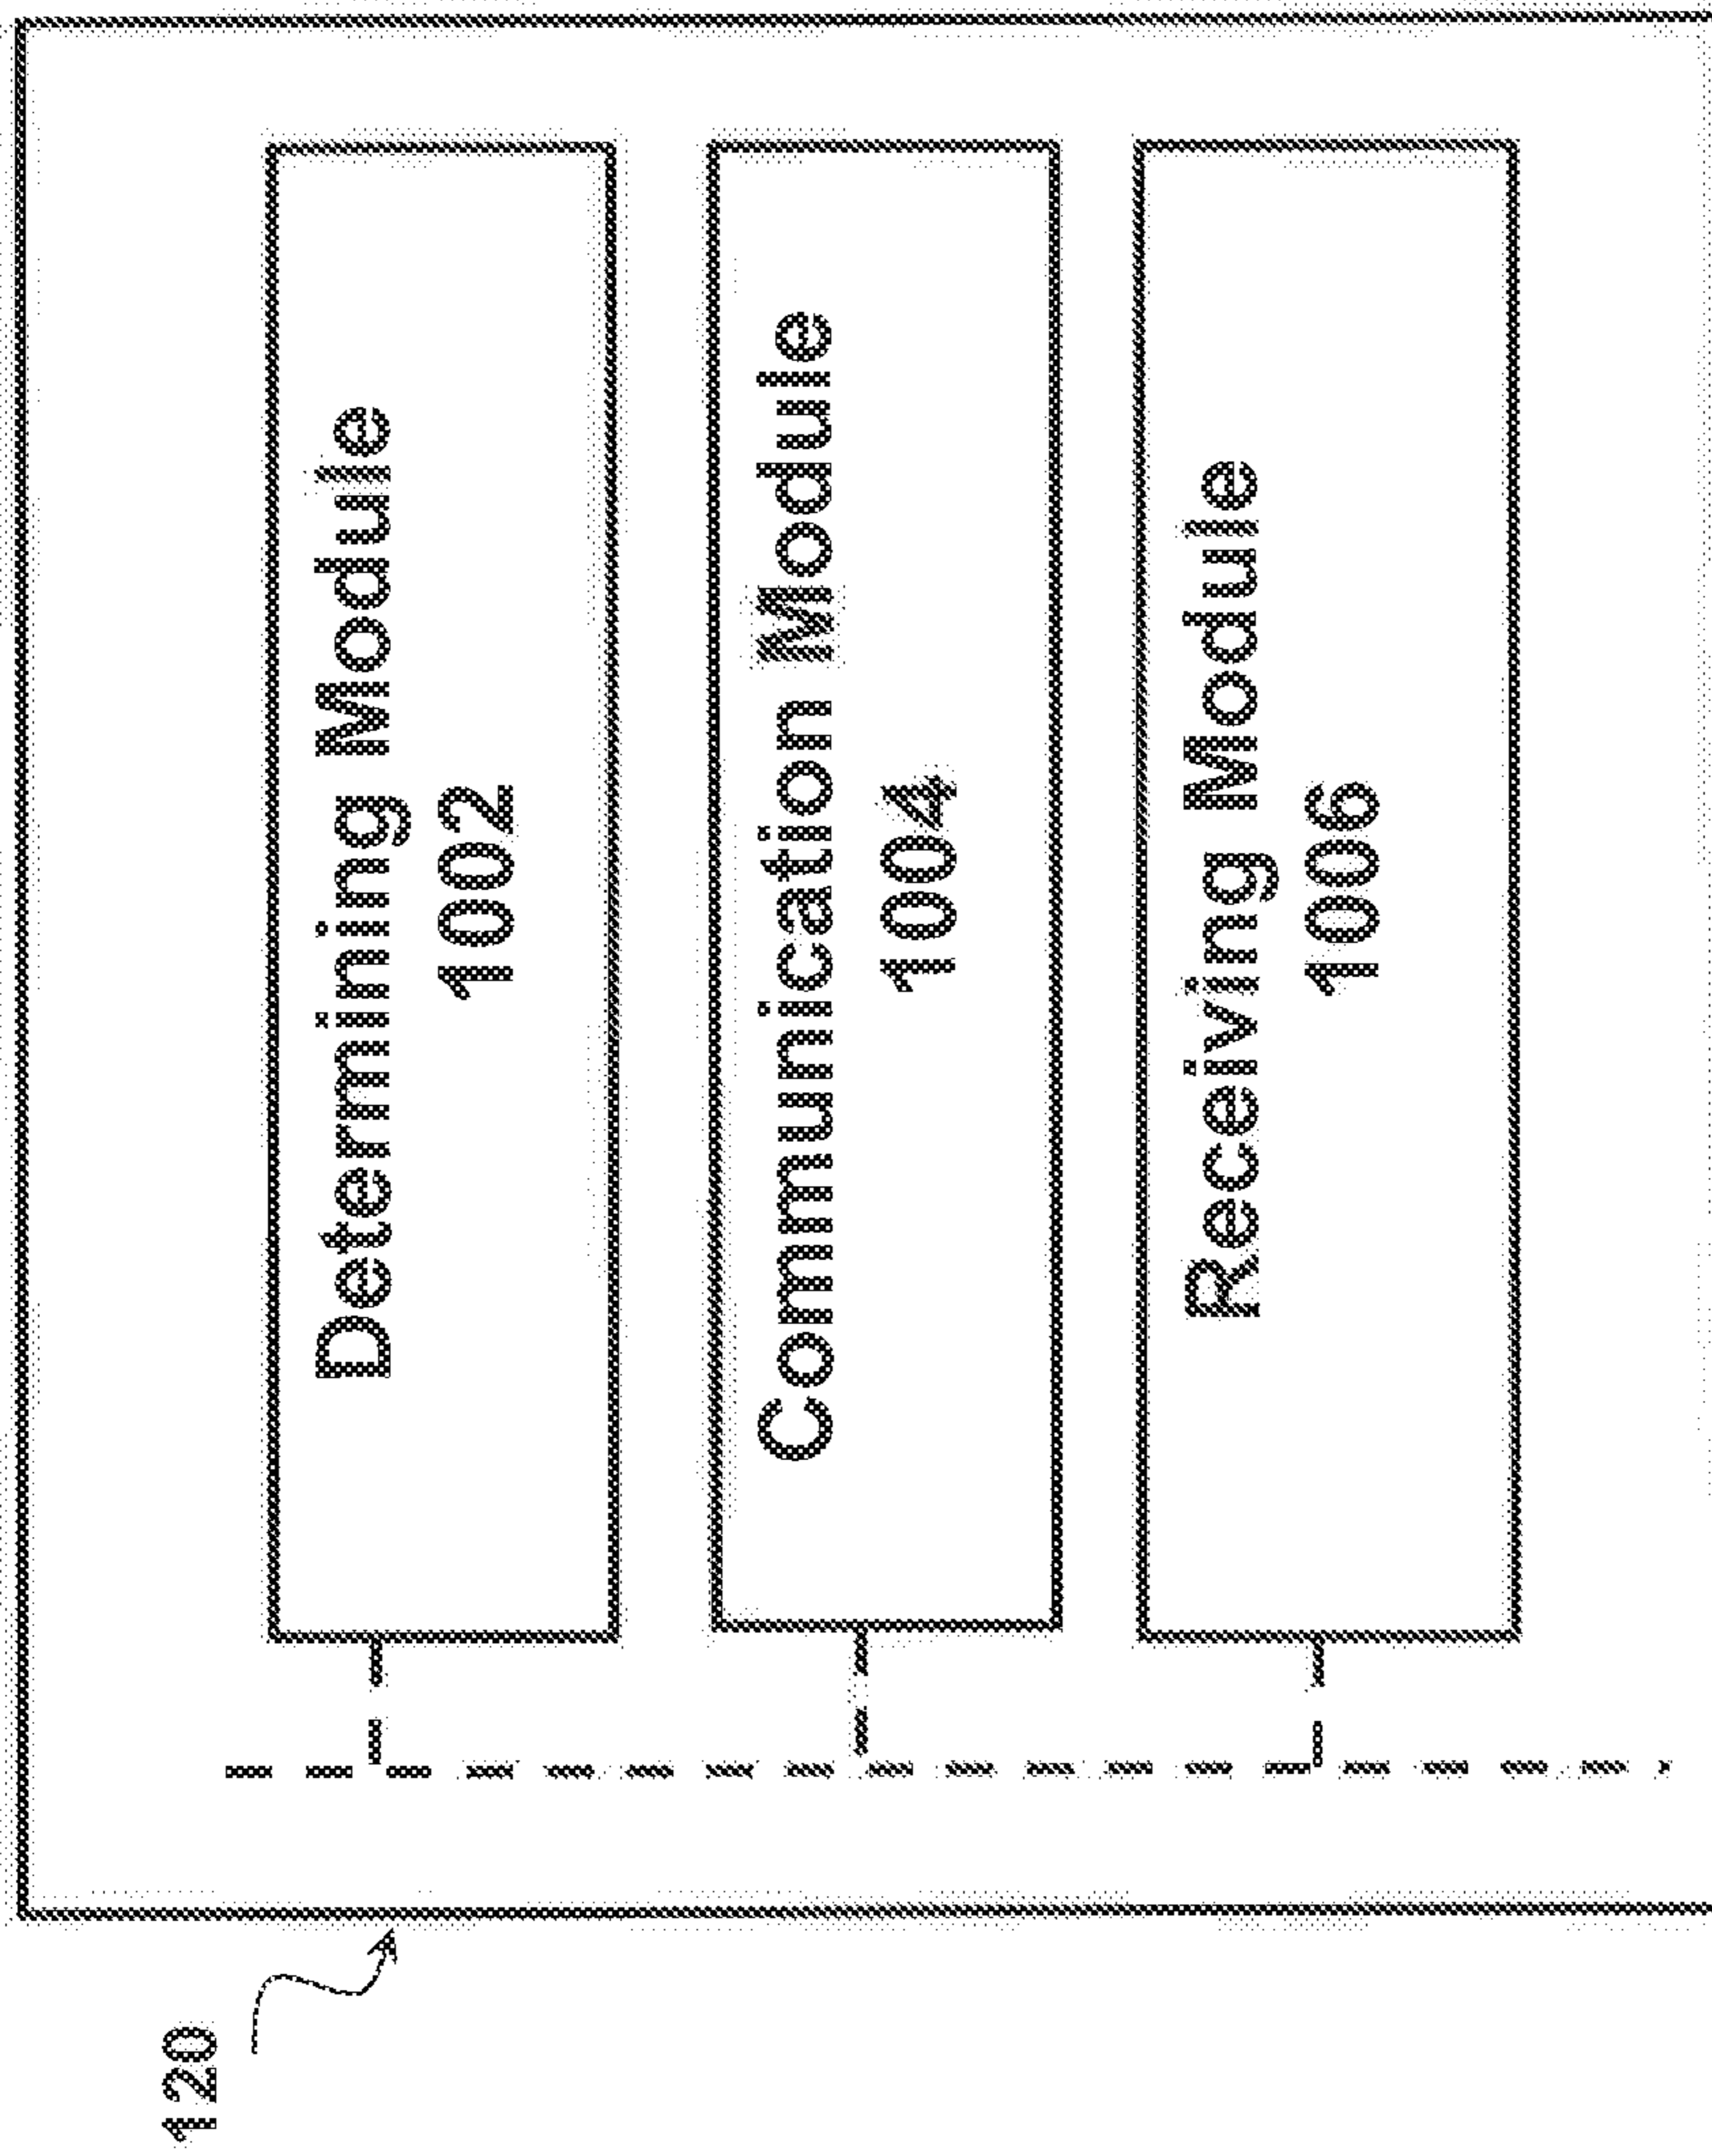 120
Determining Module
1002
Communication Module
1004
Receiving Module
1006